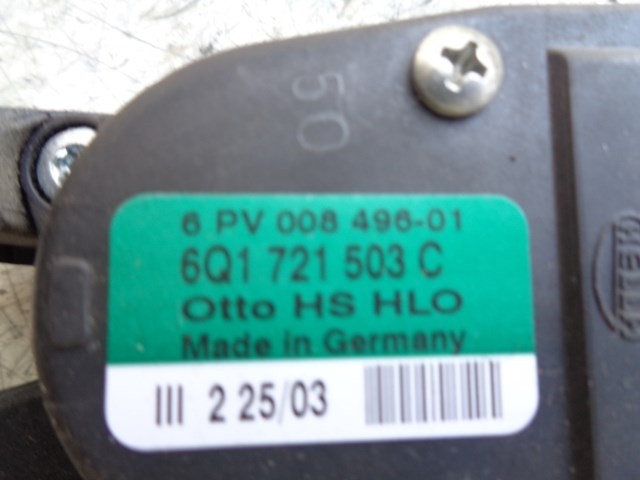 50
6 PV 008 496-01
6Q1 721 503 C
Otto HS HLO
Made in Germany
III 2 25/03
HELLA